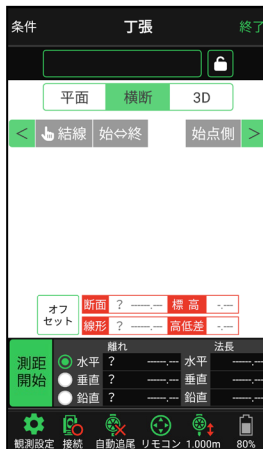 条件 丁張 終了
平面 横断 3D
< 結線 始⇔終 始点側 >
オフ
セット
断面 ? -----.--- 標高 -.---
線形 ? -----.--- 高低差 -.---
離れ 法長
測距
開始
水平 ? -----.--- 水平 --.---
垂直 ? -----.--- 垂直 --.---
鉛直 ? -----.--- 鉛直 --.---
観測設定 接続 自動追尾 リモコン 1.000m 80%